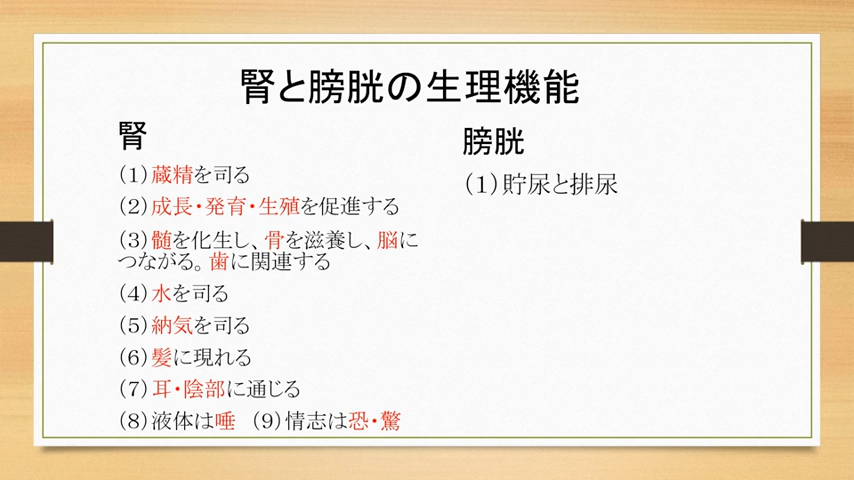 腎と膀胱の生理機能
腎
（１）蔵精を司る
（２）成長・発育・生殖を促進する
（３）髄を化生し、骨を滋養し、脳に
つながる。歯に関連する
（４）水を司る
（５）納気を司る
（６）髪に現れる
（７）耳・陰部に通じる
（８）液体は唾　（９）情志は恐・驚
膀胱
（１）貯尿と排尿